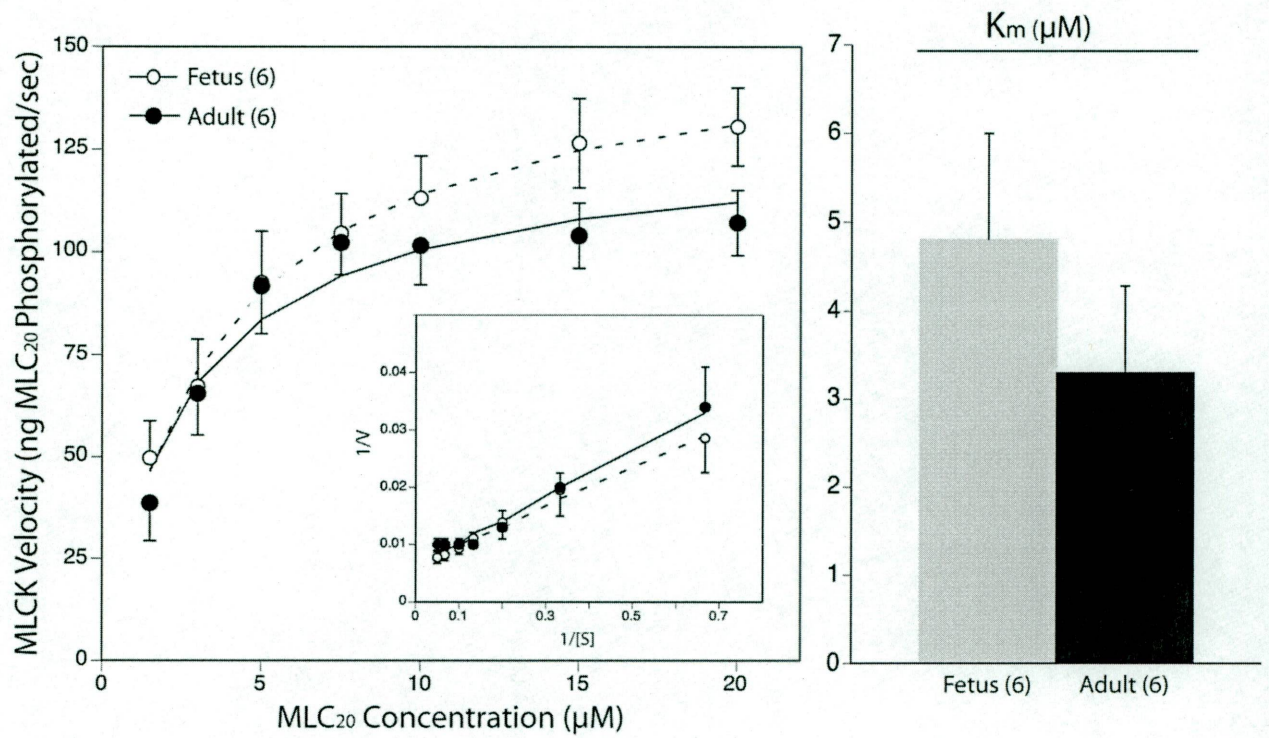 MLCK Velocity (ng MLC20 Phosphorylated/sec)
150
125
100
75
50
25
0
Fetus (6)
Adult (6)
0 5 10 15 20
MLC20 Concentration (µM)
1/V
0.04
0.03
0.02
0.01
0
0 0.1 0.3 0.5 0.7
1/[S]
Km (µM)
7
6
5
4
3
2
1
0
Fetus (6) Adult (6)